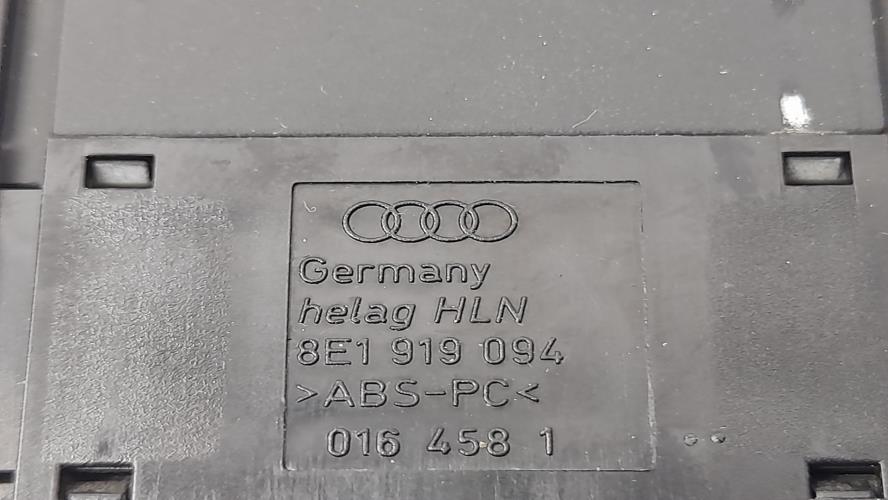 Germany
helag HLN
8E1 919 094
>ABS-PC<
016 458 1